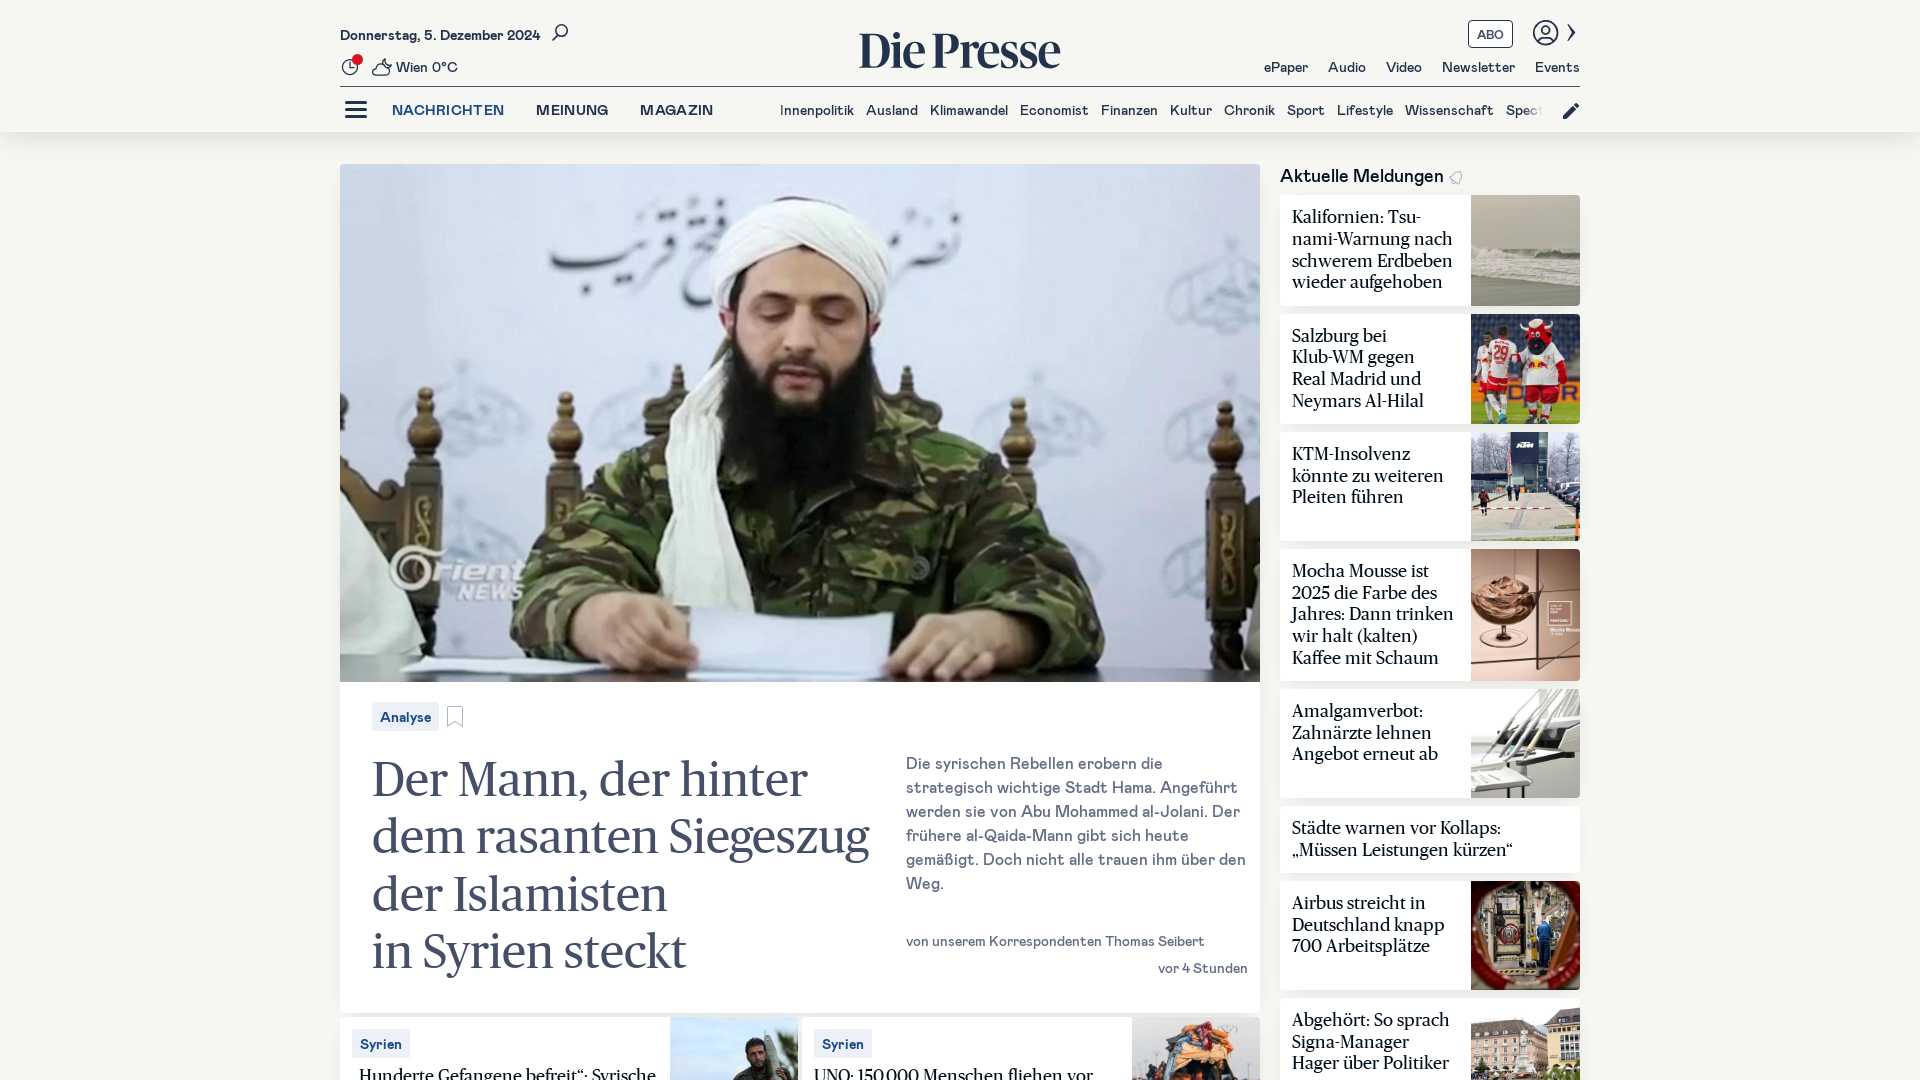 Donnerstag, 5. Dezember 2024
Wien 0°C
Die Presse
ABO
ePaper Audio Video Newsletter Events
NACHRICHTEN MEINUNG MAGAZIN
Innenpolitik Ausland Klimawandel Economist Finanzen Kultur Chronik Sport Lifestyle Wissenschaft Spect
Orient
NEWS
Analyse
Der Mann, der hinter
dem rasanten Siegeszug
der Islamisten
in Syrien steckt
Die syrischen Rebellen erobern die
strategisch wichtige Stadt Hama. Angeführt
werden sie von Abu Mohammed al-Jolani. Der
frühere al-Qaida-Mann gibt sich heute
gemäßigt. Doch nicht alle trauen ihm über den
Weg.
von unserem Korrespondenten Thomas Seibert
vor 4 Stunden
Syrien
Hunderte Gefangene befreit“: Syrische
Syrien
UNO: 150.000 Menschen fliehen vor
Aktuelle Meldungen
Kalifornien: Tsu-
nami-Warnung nach
schwerem Erdbeben
wieder aufgehoben
Salzburg bei
Klub-WM gegen
Real Madrid und
Neymars Al-Hilal
29
KTM-Insolvenz
könnte zu weiteren
Pleiten führen
KTM
Mocha Mousse ist
2025 die Farbe des
Jahres: Dann trinken
wir halt (kalten)
Kaffee mit Schaum
Amalgamverbot:
Zahnärzte lehnen
Angebot erneut ab
Städte warnen vor Kollaps:
„Müssen Leistungen kürzen“
Airbus streicht in
Deutschland knapp
700 Arbeitsplätze
Abgehört: So sprach
Signa-Manager
Hager über Politiker